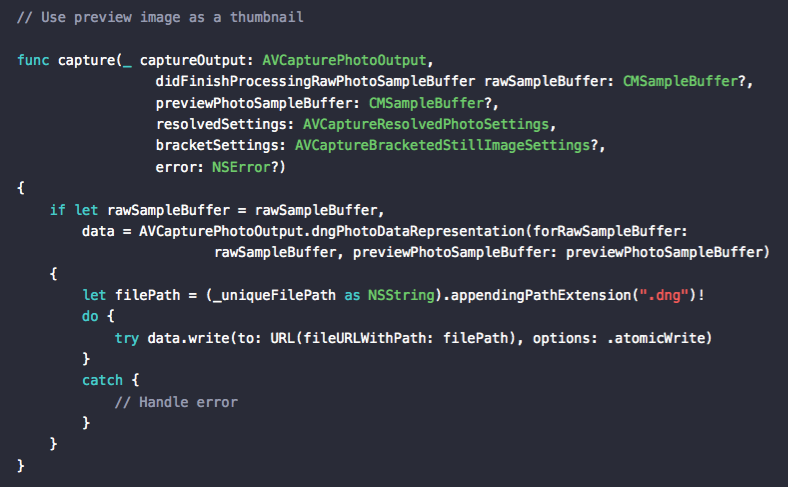 // Use preview image as a thumbnail
func capture(_ captureOutput: AVCapturePhotoOutput,
didFinishProcessingRawPhotoSampleBuffer rawSampleBuffer: CMSampleBuffer?,
previewPhotoSampleBuffer: CMSampleBuffer?,
resolvedSettings: AVCaptureResolvedPhotoSettings,
bracketSettings: AVCaptureBracketedStillImageSettings?,
error: NSError?)
{
if let rawSampleBuffer = rawSampleBuffer,
data = AVCapturePhotoOutput.dngPhotoDataRepresentation(forRawSampleBuffer:
rawSampleBuffer, previewPhotoSampleBuffer: previewPhotoSampleBuffer)
{
let filePath = (_uniqueFilePath as NSString).appendingPathExtension(".dng")!
do {
try data.write(to: URL(fileURLWithPath: filePath), options: .atomicWrite)
}
catch {
// Handle error
}
}
}